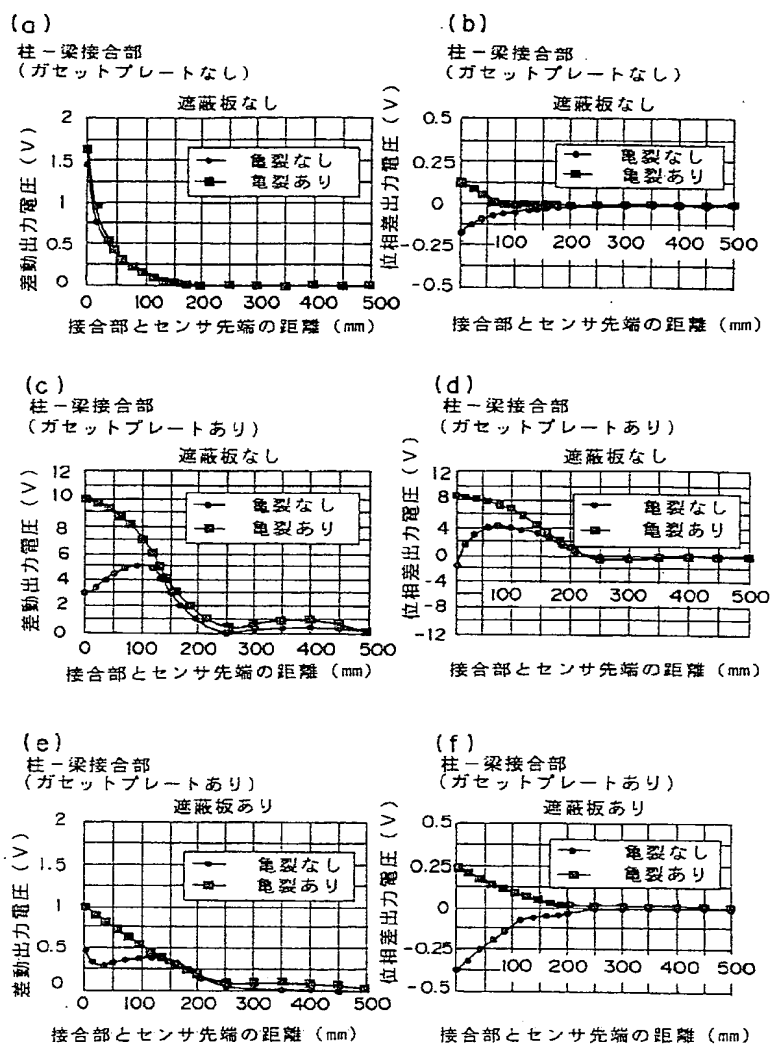 (a)
柱－梁接合部
(ガセットプレートなし)
遮蔽板なし
差動出力電圧 (V)
2
1.5
1
0.5
0
亀裂なし
亀裂あり
0 100 200 300 400 500
接合部とセンサ先端の距離 (mm)
(b)
柱－梁接合部
(ガセットプレートなし)
遮蔽板なし
位相差出力電圧 (V)
0.5
0.25
0
-0.25
-0.5
亀裂なし
亀裂あり
100 200 300 400 500
接合部とセンサ先端の距離 (mm)
(c)
柱－梁接合部
(ガセットプレートあり)
遮蔽板なし
差動出力電圧 (V)
12
10
8
6
5
4
2
0
亀裂なし
亀裂あり
0 100 200 300 400 500
接合部とセンサ先端の距離 (mm)
(d)
柱－梁接合部
(ガセットプレートあり)
遮蔽板なし
位相差出力電圧 (V)
12
8
4
0
-4
-8
-12
亀裂なし
亀裂あり
100 200 300 400 500
接合部とセンサ先端の距離 (mm)
(e)
柱－梁接合部
(ガセットプレートあり)
遮蔽板あり
差動出力電圧 (V)
2
1.5
1
0.5
0
亀裂なし
亀裂あり
0 100 200 300 400 500
接合部とセンサ先端の距離 (mm)
(f)
柱－梁接合部
(ガセットプレートあり)
遮蔽板あり
位相差出力電圧 (V)
0.5
0.25
0
-0.25
-0.5
亀裂なし
亀裂あり
100 200 300 400 500
接合部とセンサ先端の距離 (mm)